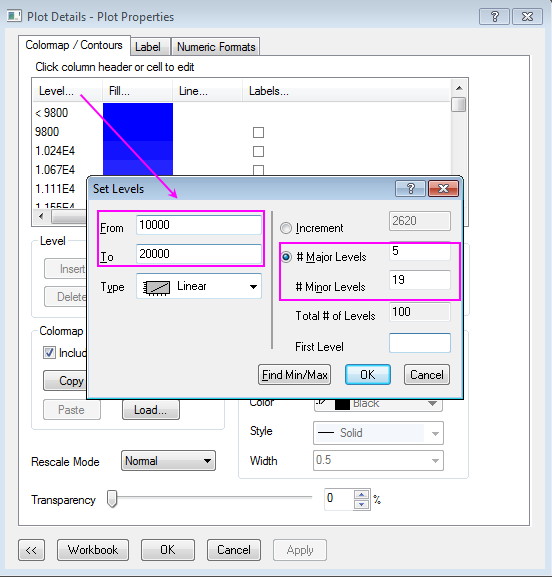 Plot Details - Plot Properties
?
Colormap / Contours Label Numeric Formats
Click column header or cell to edit
Level... Fill... Line... Labels...
< 9800
9800
1.024E4
1.067E4
1.111E4
1.155E4
Set Levels
?
From 10000
To 20000
Type Linear
Increment 2620
# Major Levels 5
# Minor Levels 19
Total # of Levels 100
First Level
Find Min/Max OK Cancel
Level
Insert
Delete
Colormap
Includ
Copy
Paste Load...
Color Black
Style Solid
Width 0.5
Rescale Mode Normal
Transparency 0 %
<< Workbook OK Cancel Apply